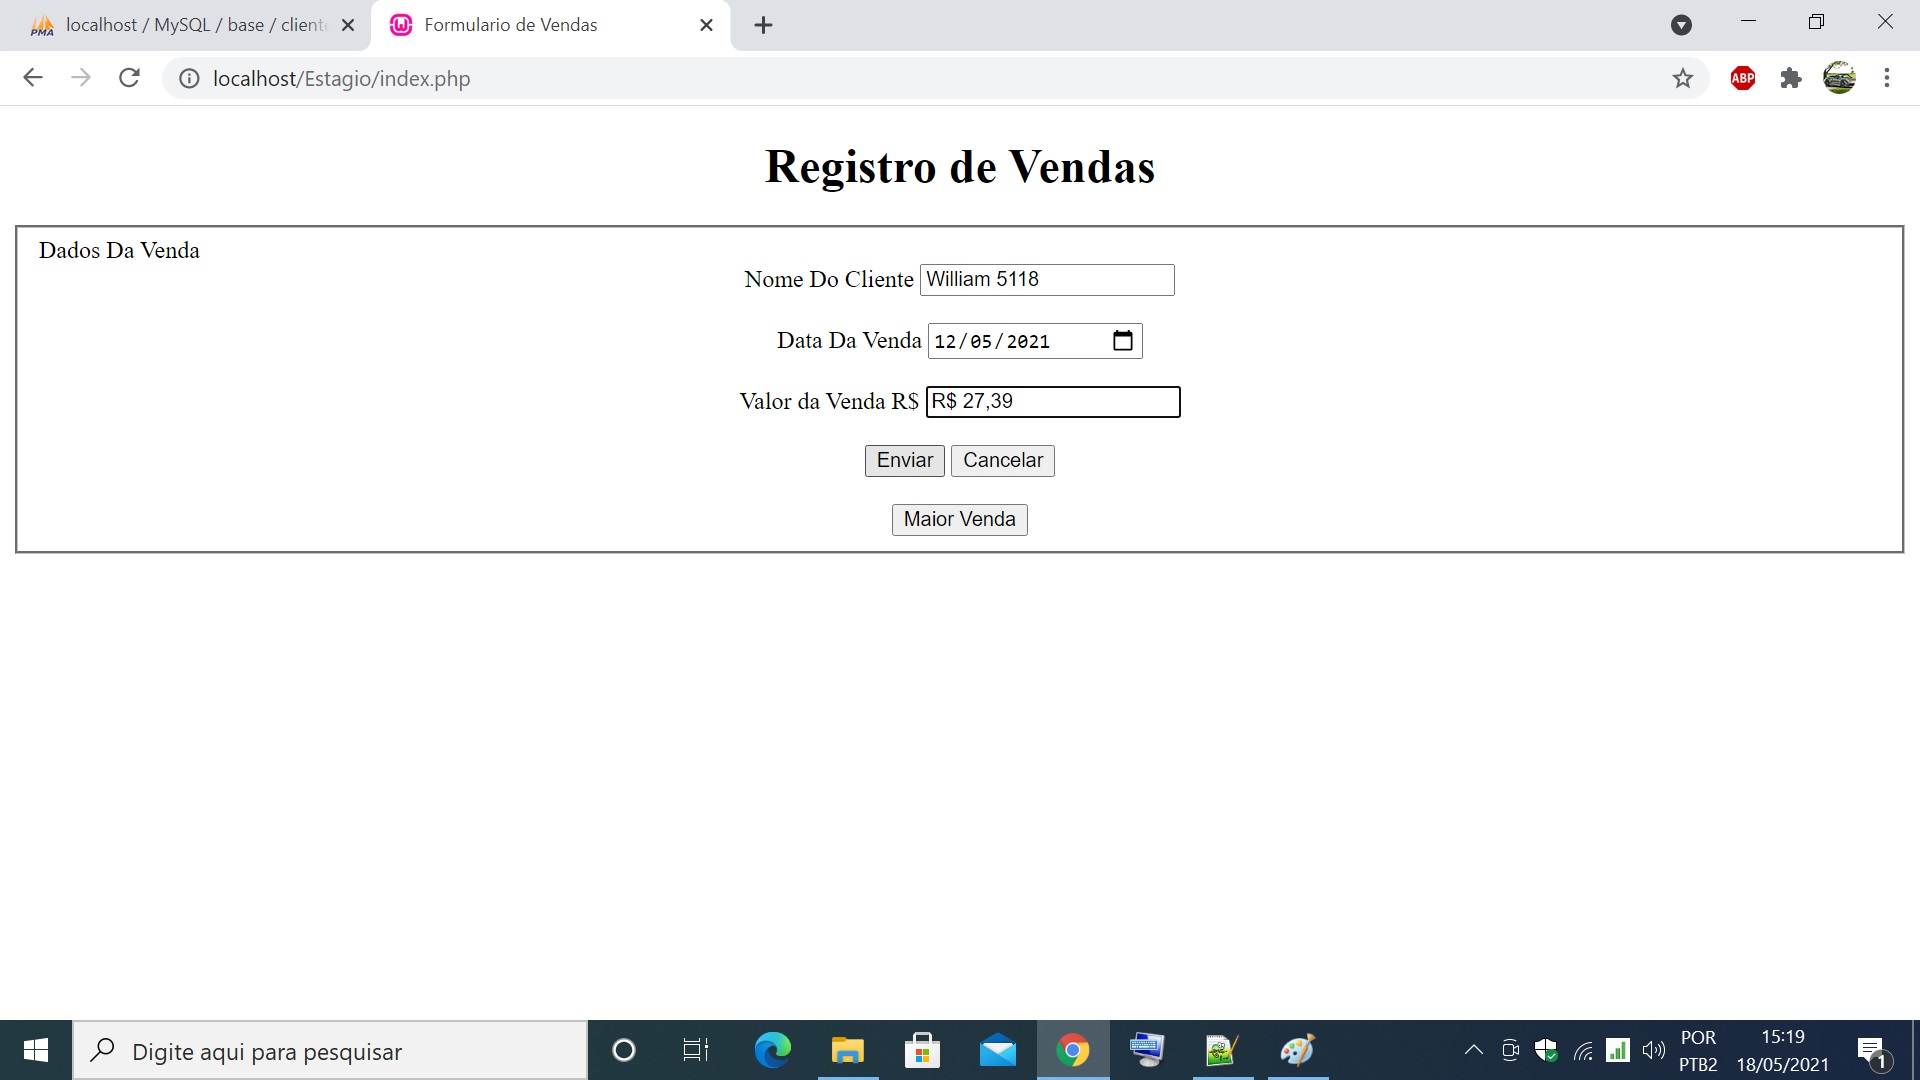 localhost / MySQL / base / client
Formulario de Vendas
localhost/Estagio/index.php
ABP
Registro de Vendas
Dados Da Venda
Nome Do Cliente William 5118
Data Da Venda 12/05/2021
Valor da Venda R$ R$ 27,39
Enviar Cancelar
Maior Venda
Digite aqui para pesquisar
POR
PTB2
15:19
18/05/2021
1
PMA